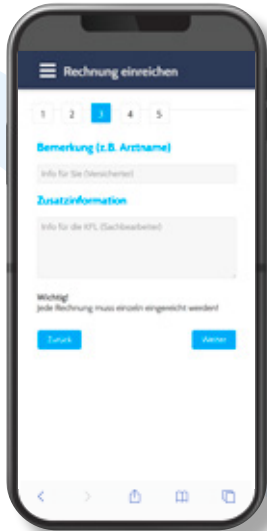 Rechnung einreichen
1 2 3 4 5
Bemerkung (z.B. Arztname)
Info für Sie (Versicherter)
Zusatzinformation
Info für die KPL (Sachbearbeiter)
Wichtig!
Jede Rechnung muss einzeln eingereicht werden!
Zurück Weiter